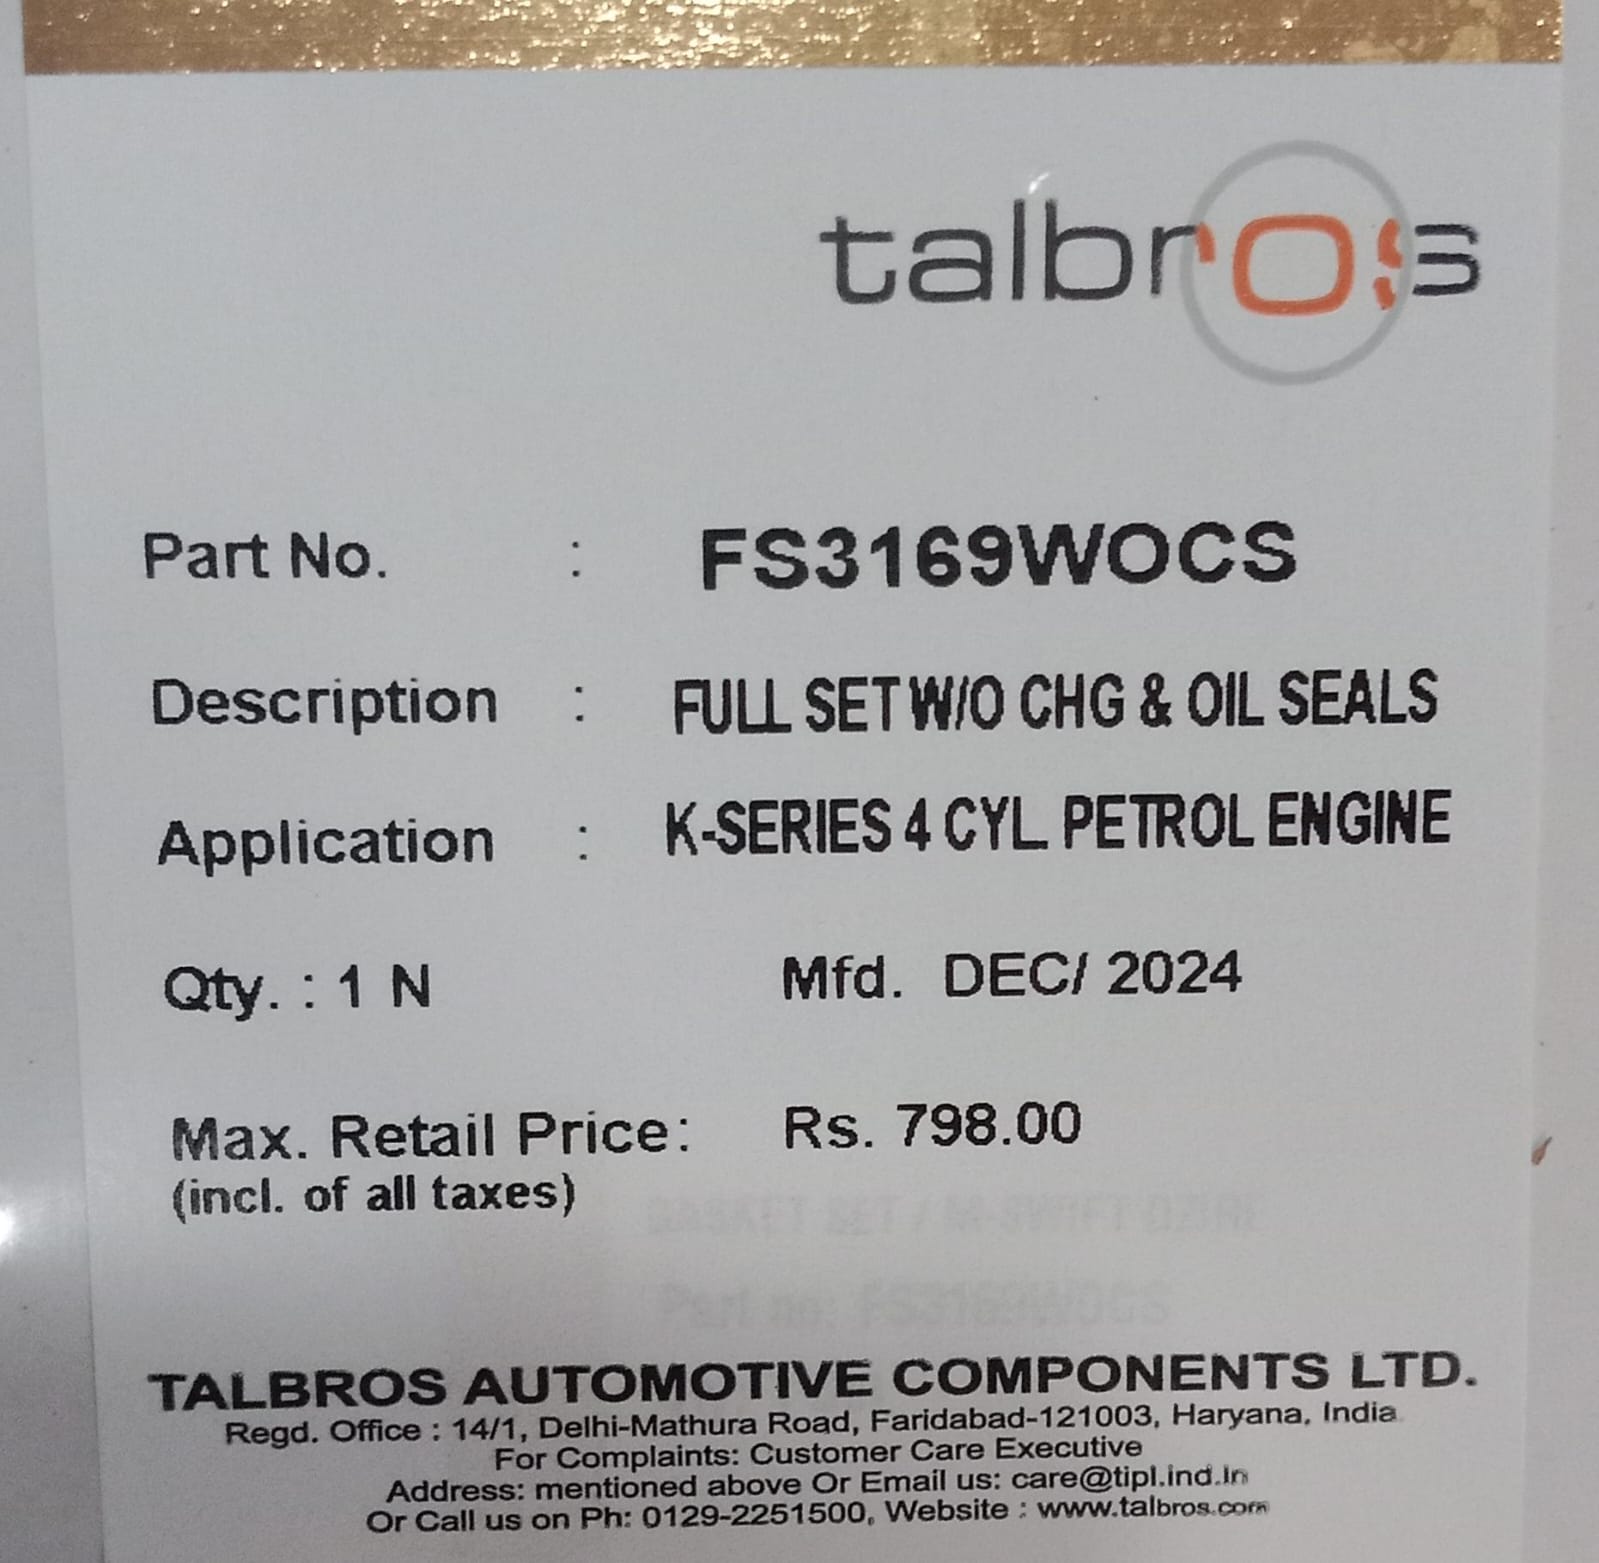 talbros
Part No. : FS3169WOCS
Description : FULL SET W/O CHG & OIL SEALS
Application : K-SERIES 4 CYL PETROL ENGINE
Qty. : 1 N Mfd. DEC/ 2024
Max. Retail Price: Rs. 798.00
(incl. of all taxes)
Part no: FS3169WOCS
TALBROS AUTOMOTIVE COMPONENTS LTD.
Regd. Office : 14/1, Delhi-Mathura Road, Faridabad-121003, Haryana, India
For Complaints: Customer Care Executive
Address: mentioned above Or Email us: care@tipl.ind.in
Or Call us on Ph: 0129-2251500, Website : www.talbros.com